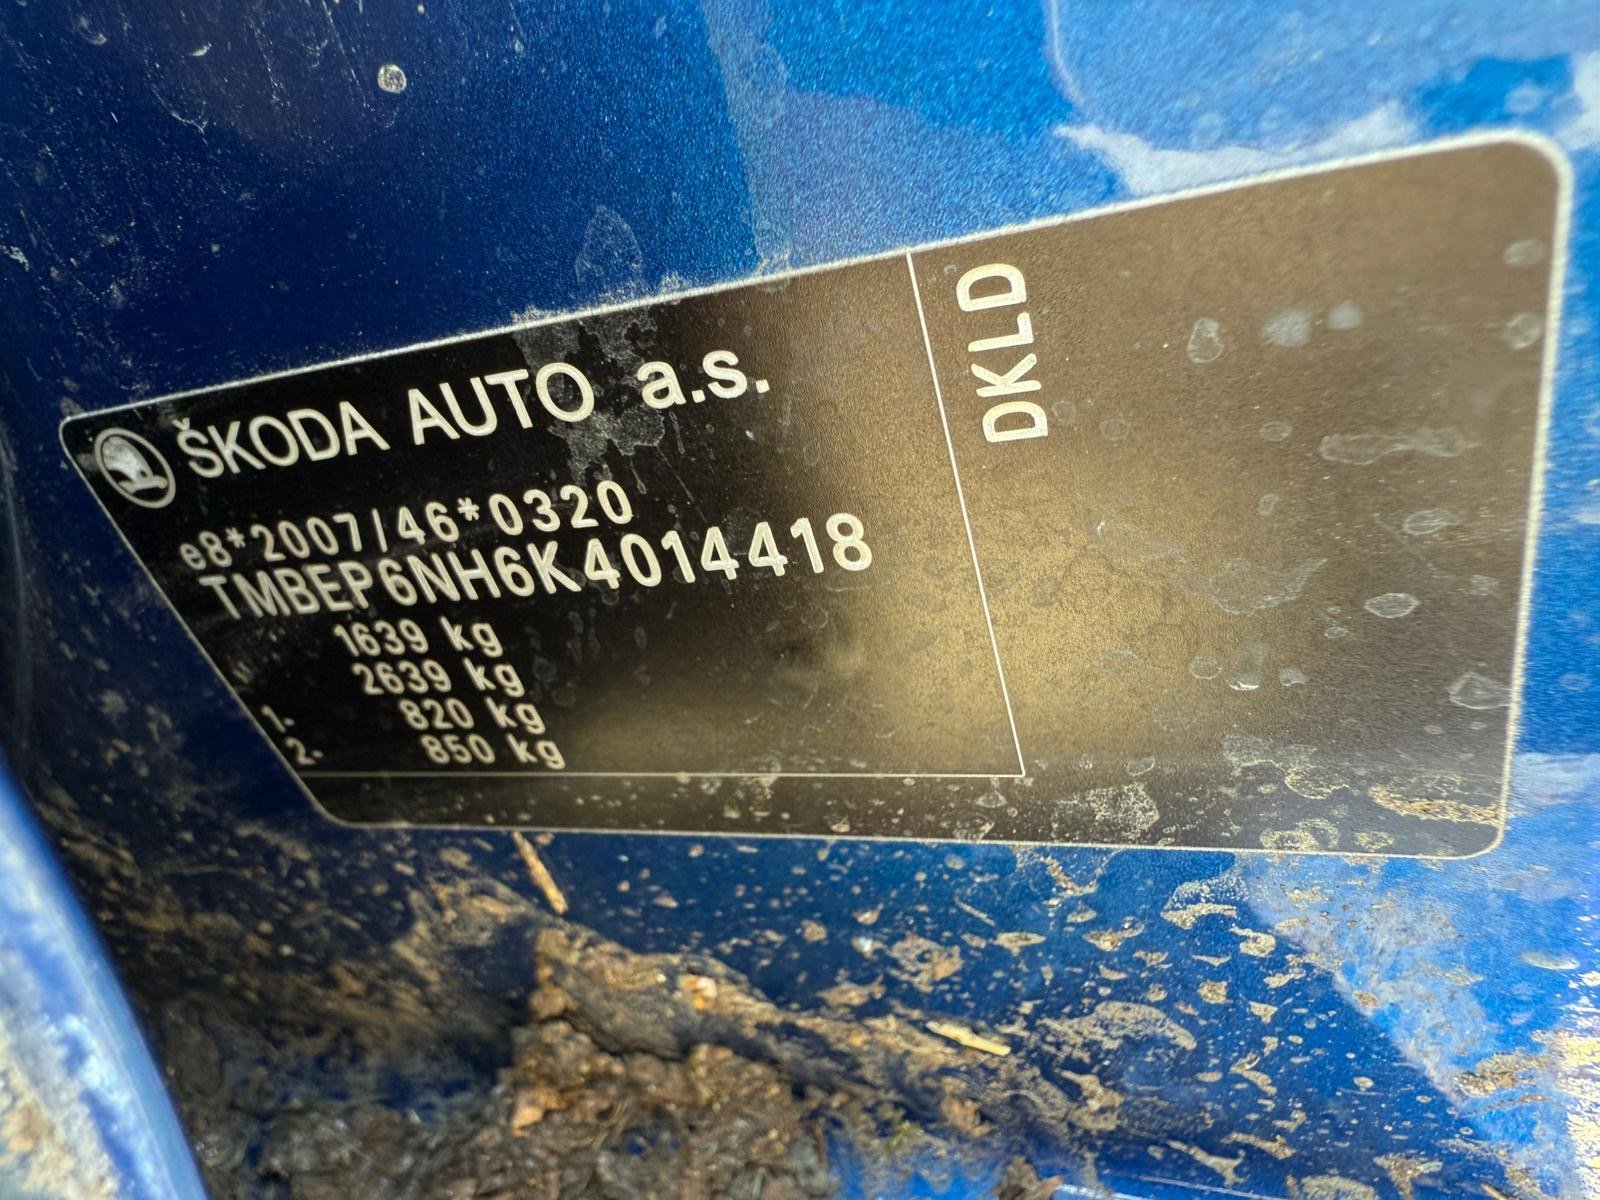 ŠKODA AUTO a.s.
e8*2007/46*0320
TMBEP6NH6K4014418
1639 kg
2639 kg
1. 820 kg
2. 850 kg
DKLD